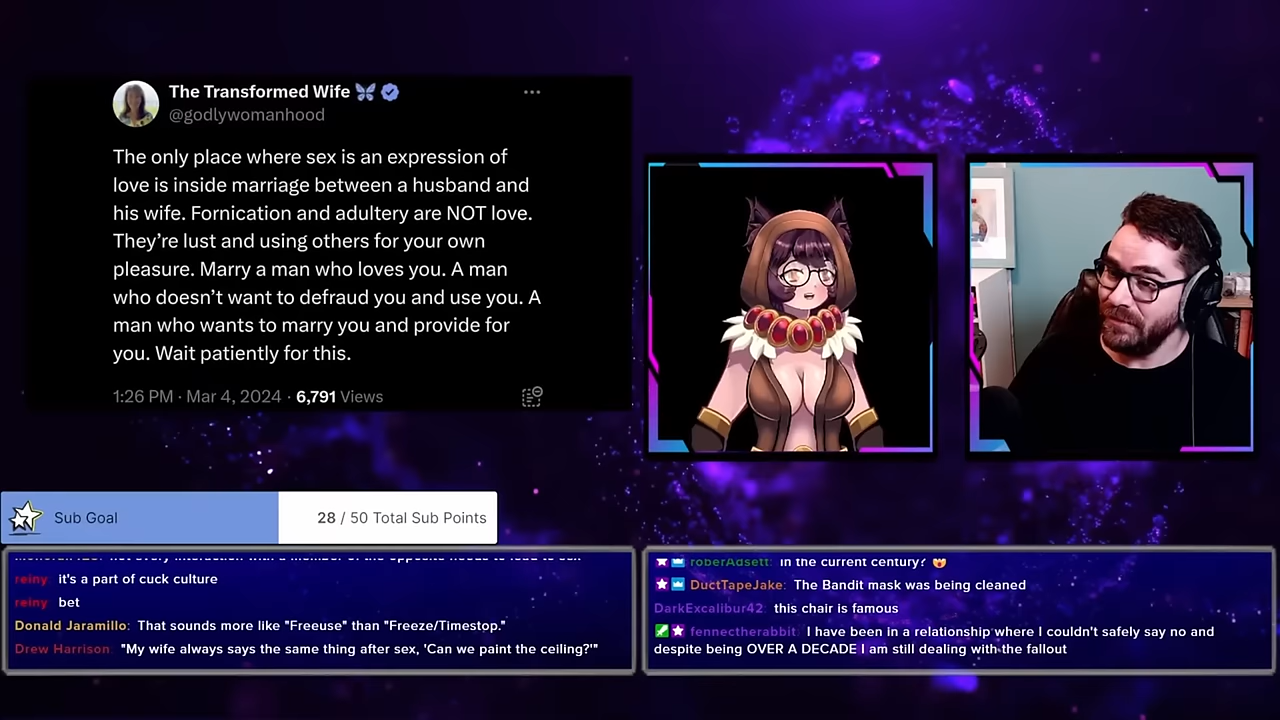 The Transformed Wife
@godlywomanhood
The only place where sex is an expression of
love is inside marriage between a husband and
his wife. Fornication and adultery are NOT love.
They’re lust and using others for your own
pleasure. Marry a man who loves you. A man
who doesn’t want to defraud you and use you. A
man who wants to marry you and provide for
you. Wait patiently for this.
1:26 PM · Mar 4, 2024 · 6,791 Views
Sub Goal
28 / 50 Total Sub Points
reiny: it's a part of cuck culture
reiny: bet
Donald Jaramillo: That sounds more like "Freeuse" than "Freeze/Timestop."
Drew Harrison: "My wife always says the same thing after sex, 'Can we paint the ceiling?'"
roberAdsett: in the current century?
DuctTapeJake: The Bandit mask was being cleaned
DarkExcalibur42: this chair is famous
fennectherabbit: I have been in a relationship where I couldn't safely say no and
despite being OVER A DECADE I am still dealing with the fallout